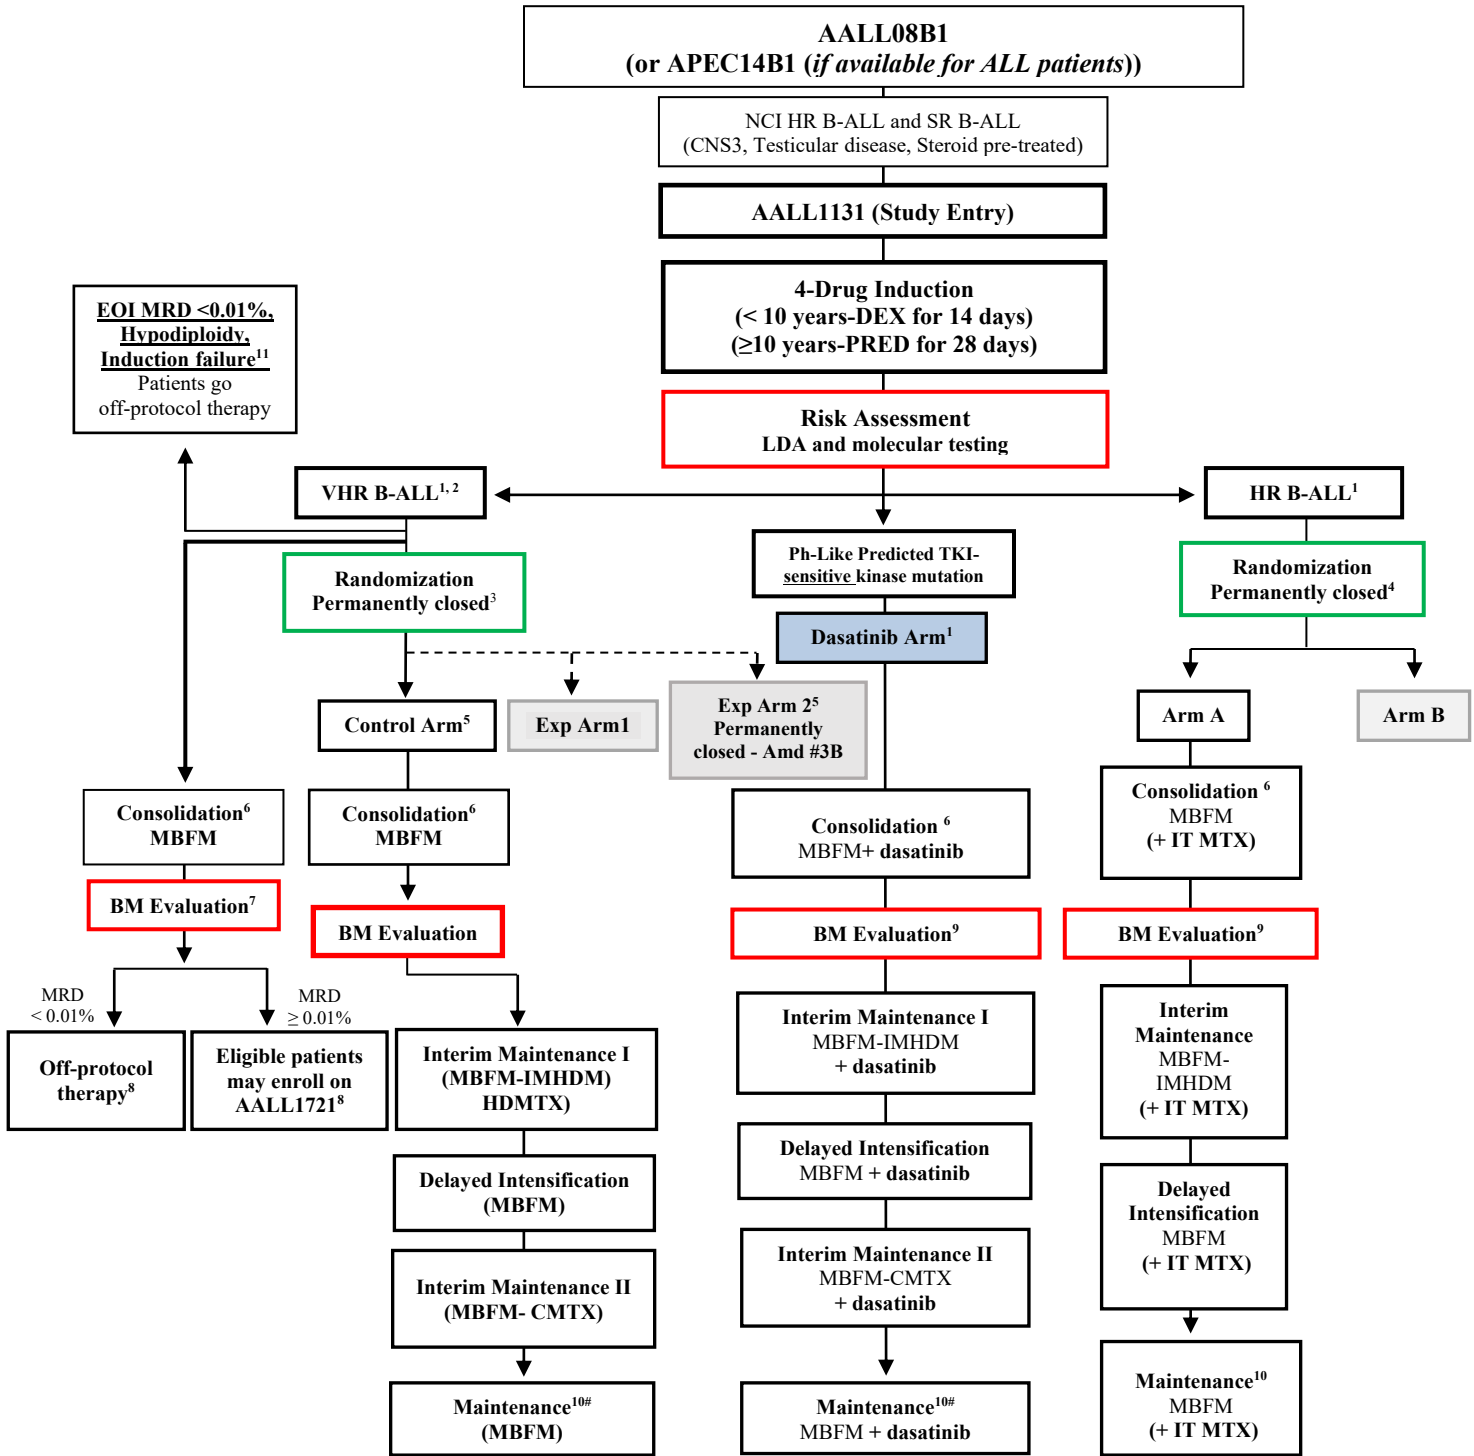 AALL08B1
(or APEC14B1 (if available for ALL patients))
NCI HR B-ALL and SR B-ALL
(CNS3, Testicular disease, Steroid pre-treated)
AALL1131 (Study Entry)
4-Drug Induction
(< 10 years-DEX for 14 days)
(≥10 years-PRED for 28 days)
EOI MRD <0.01%,
Hypodiploidy,
Induction failure11
Patients go
off-protocol therapy
Risk Assessment
LDA and molecular testing
VHR B-ALL1, 2
HR B-ALL1
Ph-Like Predicted TKI-
sensitive kinase mutation
Randomization
Permanently closed3
Randomization
Permanently closed4
Dasatinib Arm1
Control Arm5
Exp Arm1
Exp Arm 25
Permanently
closed - Amd #3B
Arm A
Arm B
Consolidation6
MBFM
Consolidation6
MBFM
Consolidation 6
MBFM+ dasatinib
Consolidation 6
MBFM
(+ IT MTX)
BM Evaluation7
BM Evaluation
BM Evaluation9
BM Evaluation9
MRD
< 0.01%
MRD
≥ 0.01%
Off-protocol
therapy8
Eligible patients
may enroll on
AALL17218
Interim Maintenance I
(MBFM-IMHDM)
HDMTX)
Interim Maintenance I
MBFM-IMHDM
+ dasatinib
Interim
Maintenance
MBFM-
IMHDM
(+ IT MTX)
Delayed Intensification
(MBFM)
Delayed Intensification
MBFM + dasatinib
Delayed
Intensification
MBFM
(+ IT MTX)
Interim Maintenance II
(MBFM- CMTX)
Interim Maintenance II
MBFM-CMTX
+ dasatinib
Maintenance10#
(MBFM)
Maintenance10#
MBFM + dasatinib
Maintenance10
MBFM
(+ IT MTX)